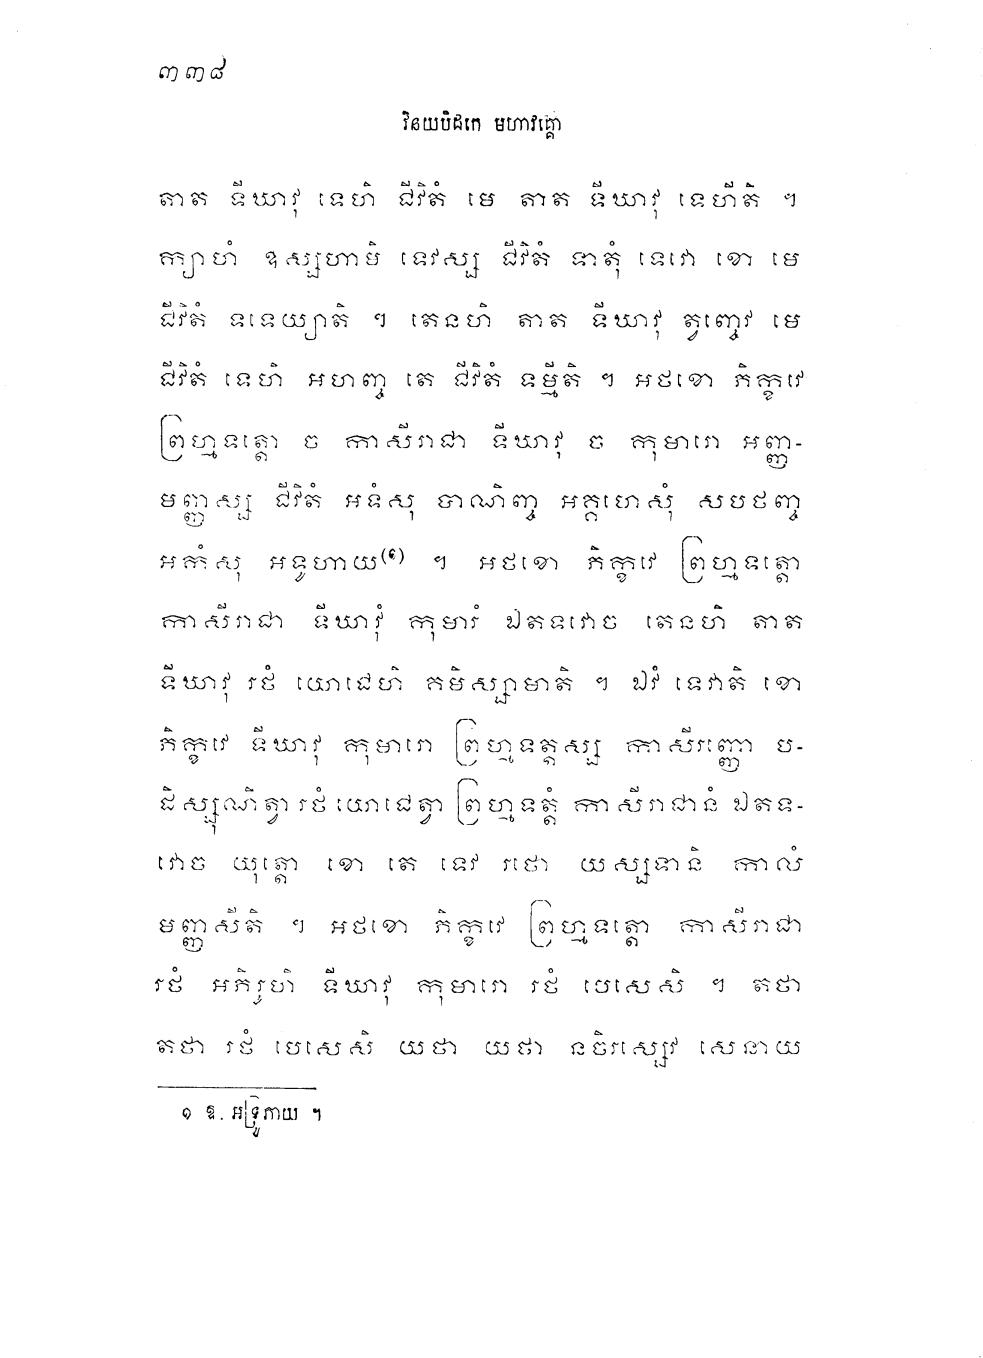 ៣៣៨
វិនយបិដកេ មហាវគ្គោ
តាត ទីឃាវុ ទេហិ ជីវិតំ មេ តាត ទីឃាវុ ទេហីតិ ។
ក្យាហំ ឧស្សហាមិ ទេវស្ស ជីវិតំ ទាតុំ ទេវោ ខោ មេ
ជីវិតំ ទទេយ្យាតិ ។ តេនហិ តាត ទីឃាវុ ត្វញ្ចេវ មេ
ជីវិតំ ទេហិ អហញ្ច តេ ជីវិតំ ទម្មីតិ ។ អថខោ ភិក្ខវេ
ព្រហ្មទត្តោ ច កាសីរាជា ទីឃាវុ ច កុមារោ អញ្ញ-
មញ្ញស្ស ជីវិតំ អទំសុ បាណិញ្ច អគ្គហេសុំ សបថញ្ច
អកំសុ អទូហាយ(១) ។ អថខោ ភិក្ខវេ ព្រហ្មទត្តោ
កាសីរាជា ទីឃាវុំ កុមារំ ឯតទវោច តេនហិ តាត
ទីឃាវុ រថំ យោជេហិ គមិស្សាមាតិ ។ ឯវំ ទេវាតិ ខោ
ភិក្ខវេ ទីឃាវុ កុមារោ ព្រហ្មទត្តស្ស កាសីរញ្ញោ ប-
ដិស្សុណិត្វា រថំ យោជេត្វា ព្រហ្មទត្តំ កាសីរាជានំ ឯតទ-
វោច យុត្តោ ខោ តេ ទេវ រថោ យស្សទានិ កាលំ
មញ្ញសីតិ ។ អថខោ ភិក្ខវេ ព្រហ្មទត្តោ កាសីរាជា
រថំ អភិរូហិ ទីឃាវុ កុមារោ រថំ បេសេសិ ។ តថា
តថា រថំ បេសេសិ យថា យថា នចិរស្សេវ សេនាយ
១ ឱ. អទ្រូភាយ ។